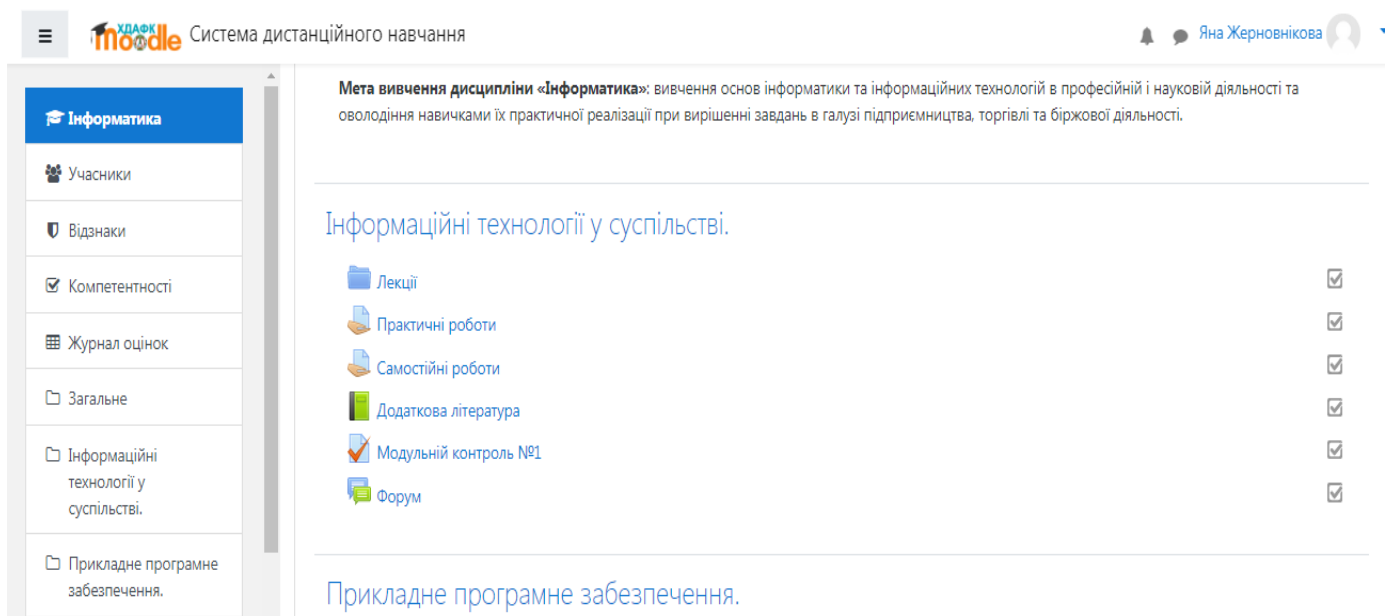 ХДАФК
moodle Система дистанційного навчання
Яна Жерновнікова
Інформатика
Учасники
Відзнаки
Компетентності
Журнал оцінок
Загальне
Інформаційні
технології у
суспільстві.
Прикладне програмне
забезпечення.
Мета вивчення дисципліни «Інформатика»: вивчення основ інформатики та інформаційних технологій в професійній і науковій діяльності та
оволодіння навичками їх практичної реалізації при вирішенні завдань в галузі підприємництва, торгівлі та біржової діяльності.
Інформаційні технології у суспільстві.
Лекції
Практичні роботи
Самостійні роботи
Додаткова література
Модульній контроль №1
Форум
Прикладне програмне забезпечення.